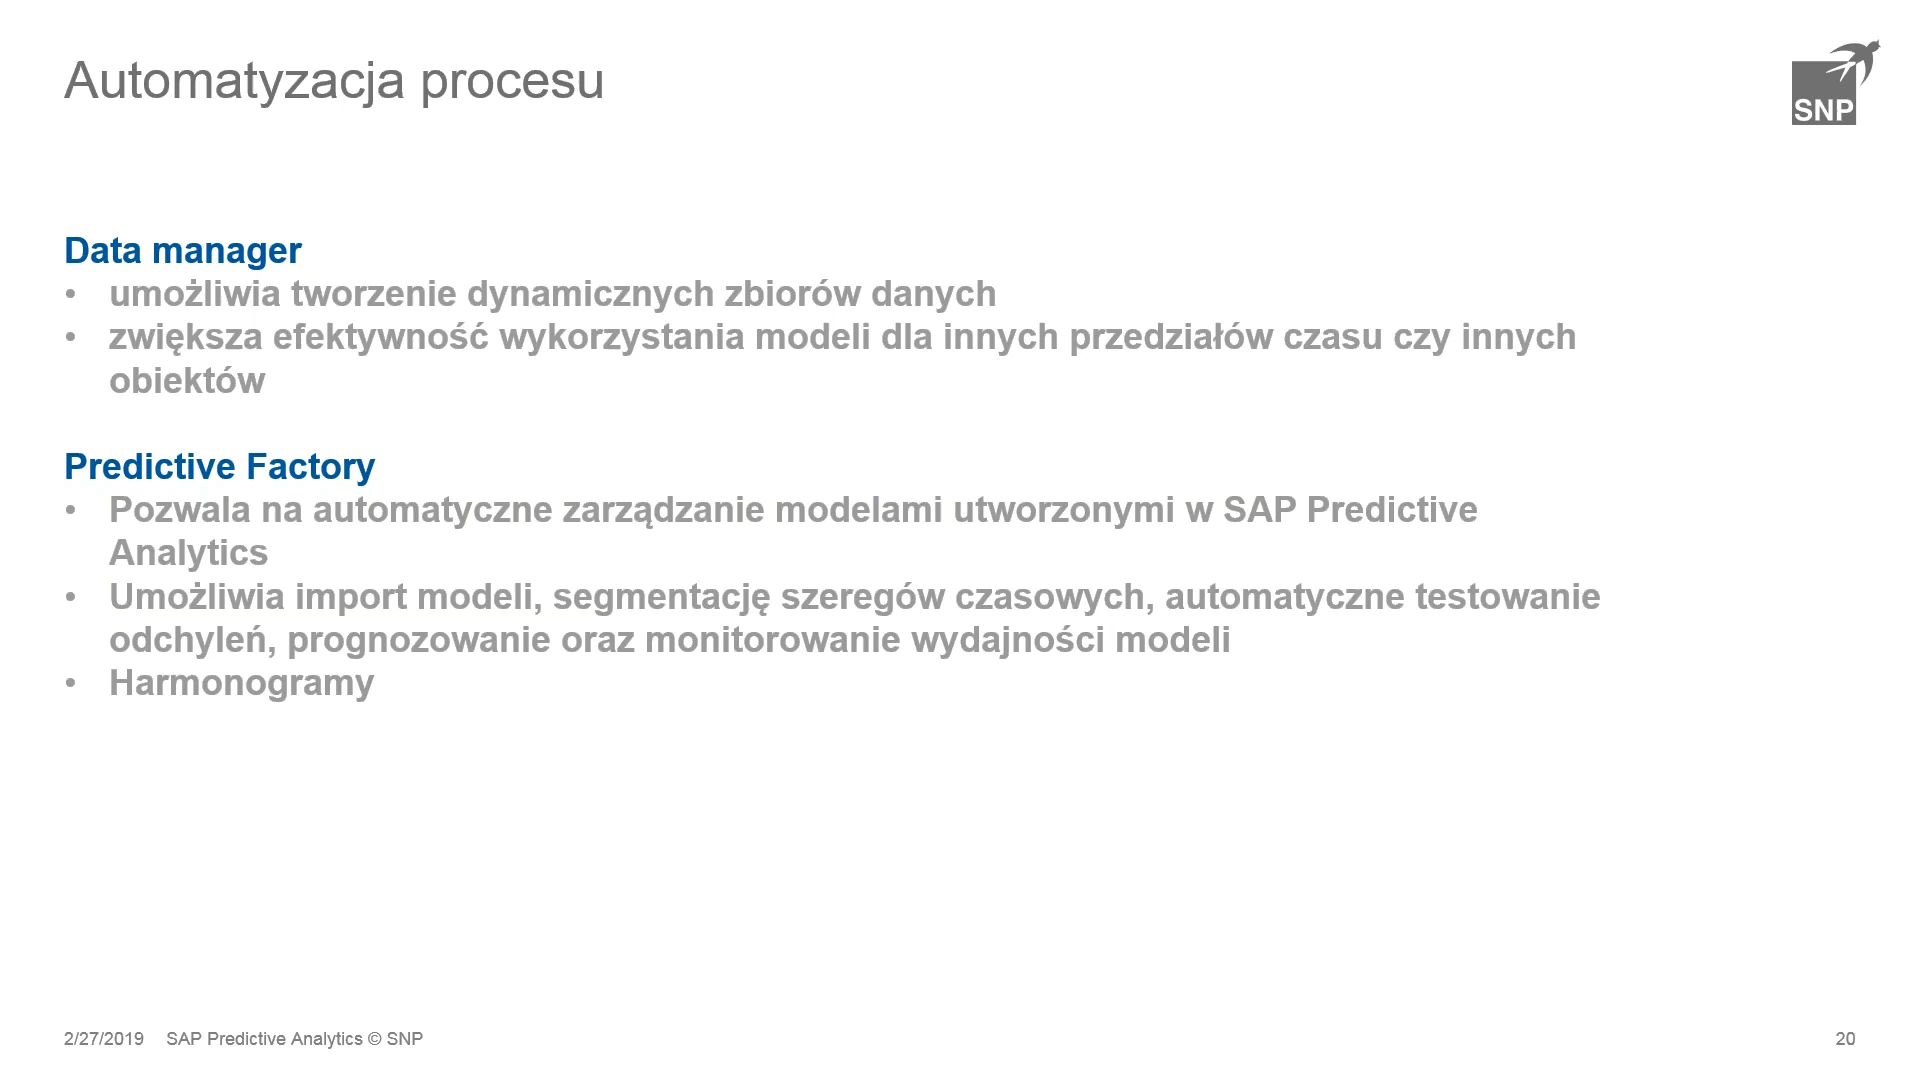 Automatyzacja procesu
SNP
Data manager
• umożliwia tworzenie dynamicznych zbiorów danych
• zwiększa efektywność wykorzystania modeli dla innych przedziałów czasu czy innych
obiektów
Predictive Factory
• Pozwala na automatyczne zarządzanie modelami utworzonymi w SAP Predictive
Analytics
• Umożliwia import modeli, segmentację szeregów czasowych, automatyczne testowanie
odchyleń, prognozowanie oraz monitorowanie wydajności modeli
• Harmonogramy
2/27/2019 SAP Predictive Analytics © SNP 20